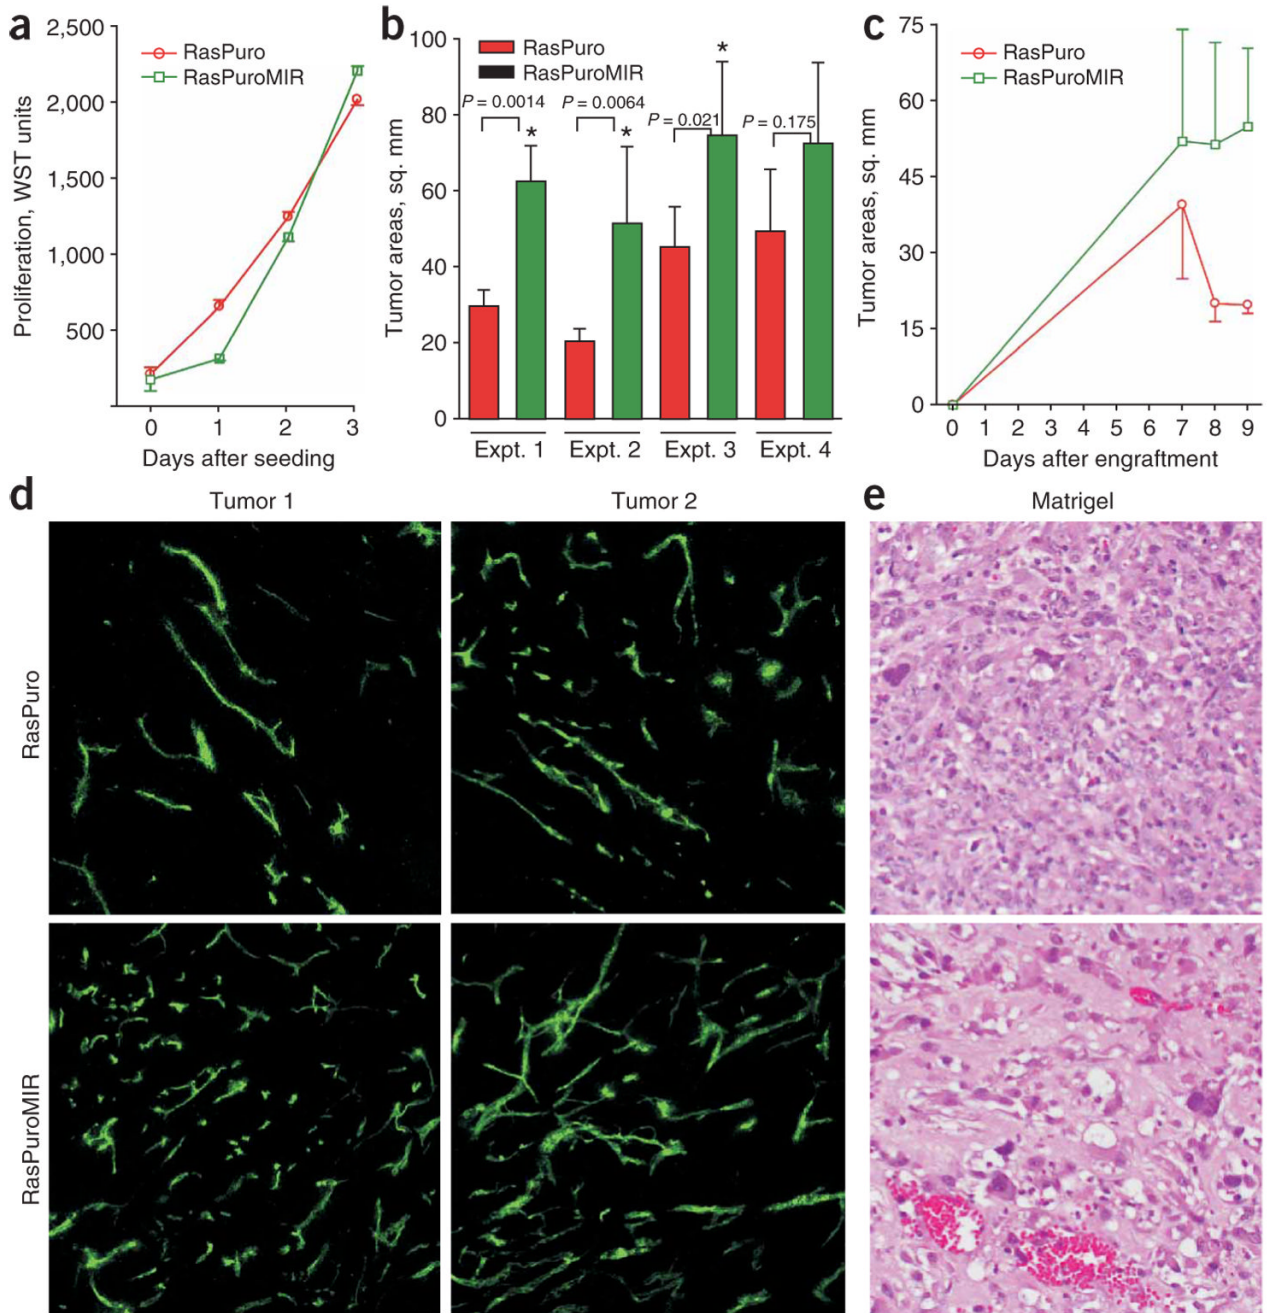 a
2,500
2,000
1,500
1,000
500
Proliferation, WST units
RasPuro
RasPuroMIR
0 1 2 3
Days after seeding
b
100
80
60
40
20
0
Tumor areas, sq. mm
RasPuro
RasPuroMIR
P = 0.0014
*
P = 0.0064
*
P = 0.021
*
P = 0.175
Expt. 1 Expt. 2 Expt. 3 Expt. 4
c
75
60
45
30
15
0
Tumor areas, sq. mm
RasPuro
RasPuroMIR
0 1 2 3 4 5 6 7 8 9
Days after engraftment
d
Tumor 1 Tumor 2
RasPuro
RasPuroMIR
e
Matrigel